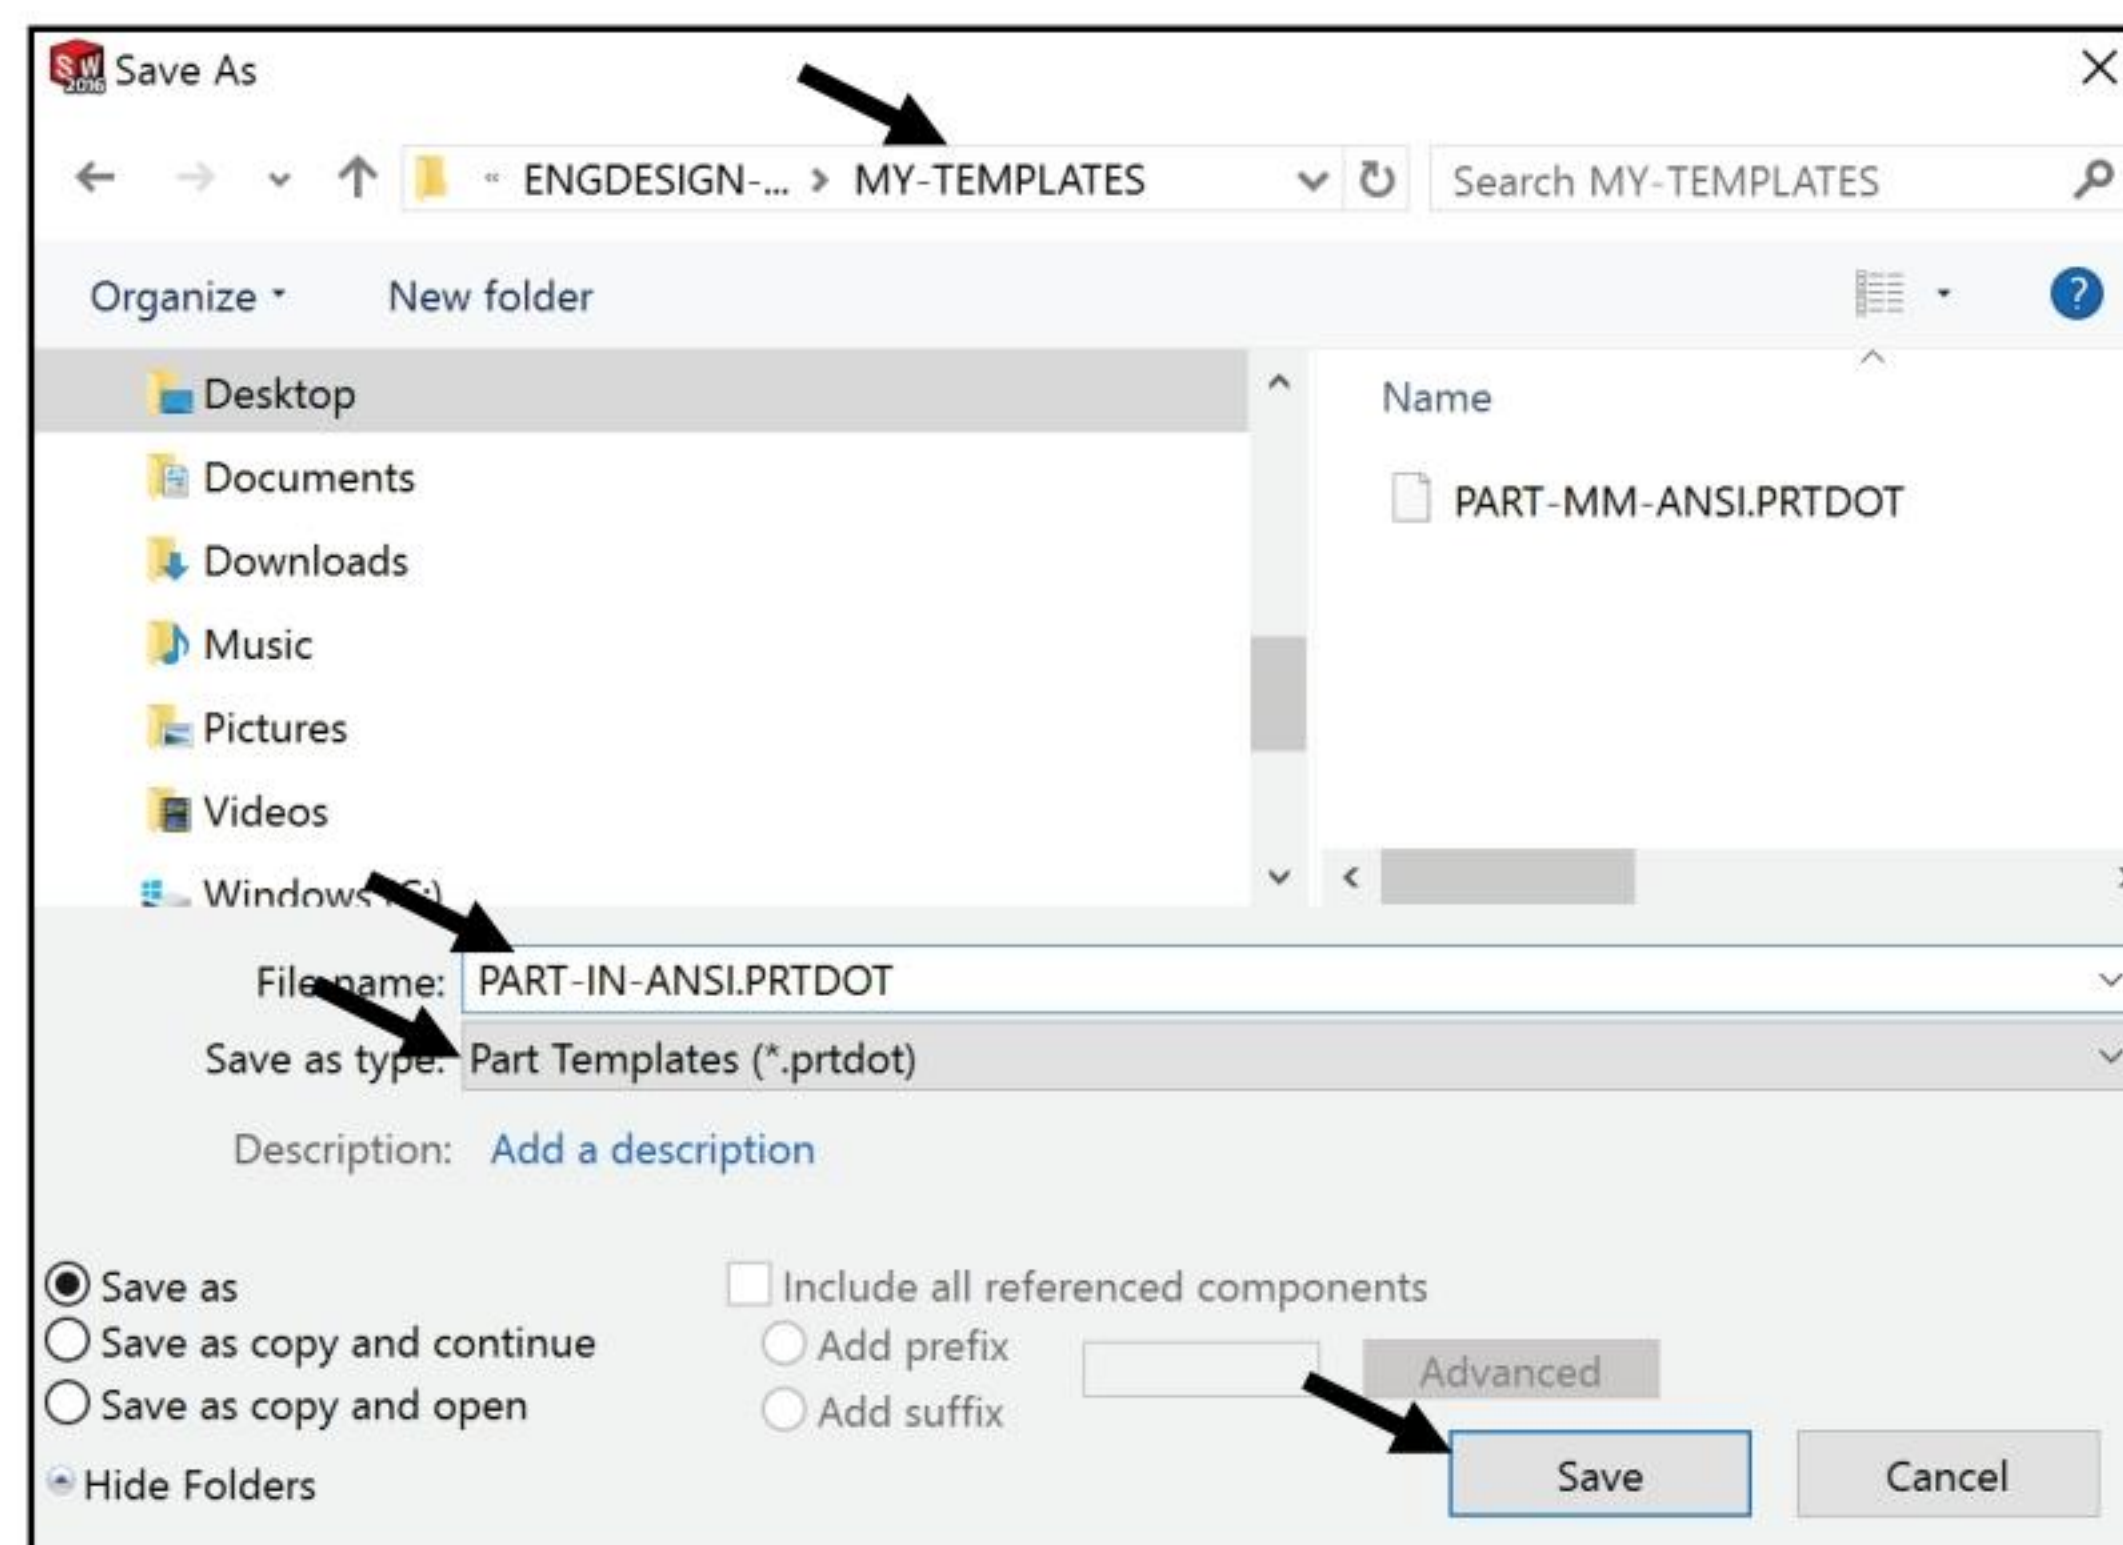 SW 2016 Save As
« ENGDESIGN-... > MY-TEMPLATES Search MY-TEMPLATES
Organize New folder ?
Desktop
Documents
Downloads
Music
Pictures
Videos
Windows (C:)
Name
PART-MM-ANSI.PRTDOT
File name: PART-IN-ANSI.PRTDOT
Save as type: Part Templates (*.prtdot)
Description: Add a description
Save as
Save as copy and continue
Save as copy and open
Include all referenced components
Add prefix
Add suffix
Advanced
Hide Folders
Save Cancel